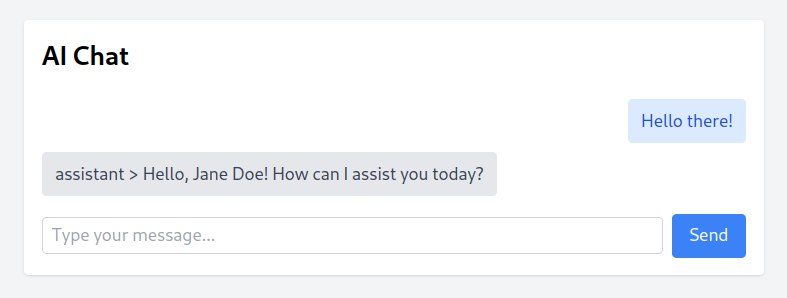 AI Chat
Hello there!
assistant > Hello, Jane Doe! How can I assist you today?
Type your message...
Send